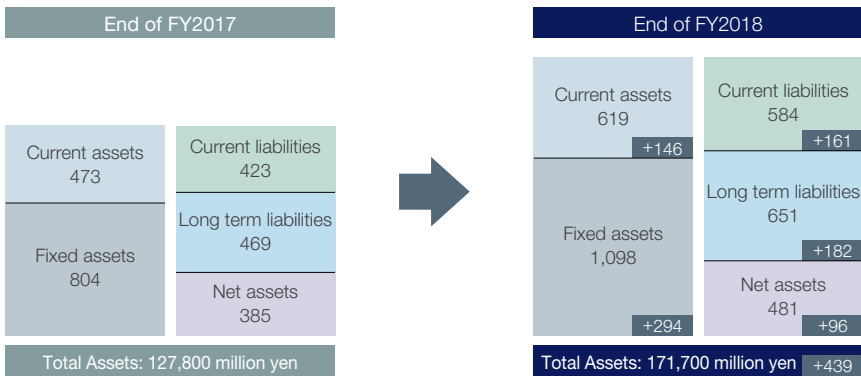 End of FY2017
Current assets
473
Fixed assets
804
Current liabilities
423
Long term liabilities
469
Net assets
385
Total Assets: 127,800 million yen
End of FY2018
Current assets
619
+146
Fixed assets
1,098
+294
Current liabilities
584
+161
Long term liabilities
651
+182
Net assets
481
+96
Total Assets: 171,700 million yen +439